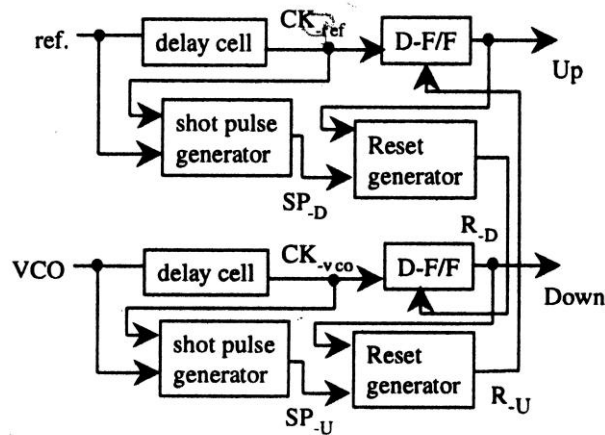 ref.
delay cell
CK-ref
D-F/F
Up
shot pulse
generator
SP-D
Reset
generator
R-D
VCO
delay cell
CK-vco
D-F/F
Down
shot pulse
generator
SP-U
Reset
generator
R-U